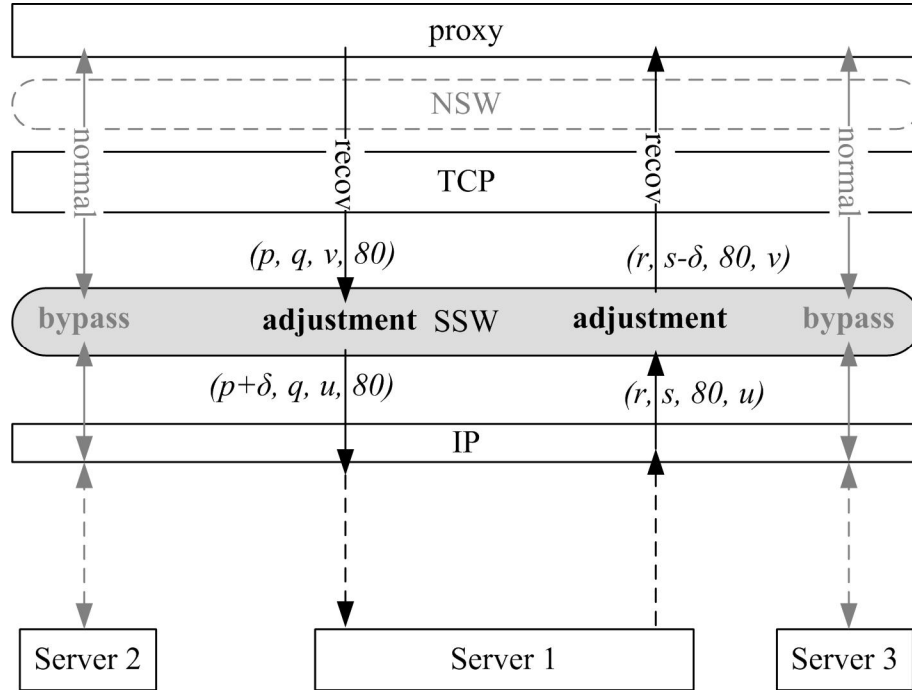 proxy
NSW
normal
recov
recov
normal
TCP
(p, q, v, 80)
(r, s-δ, 80, v)
bypass
adjustment
SSW
adjustment
bypass
(p+δ, q, u, 80)
(r, s, 80, u)
IP
Server 2
Server 1
Server 3